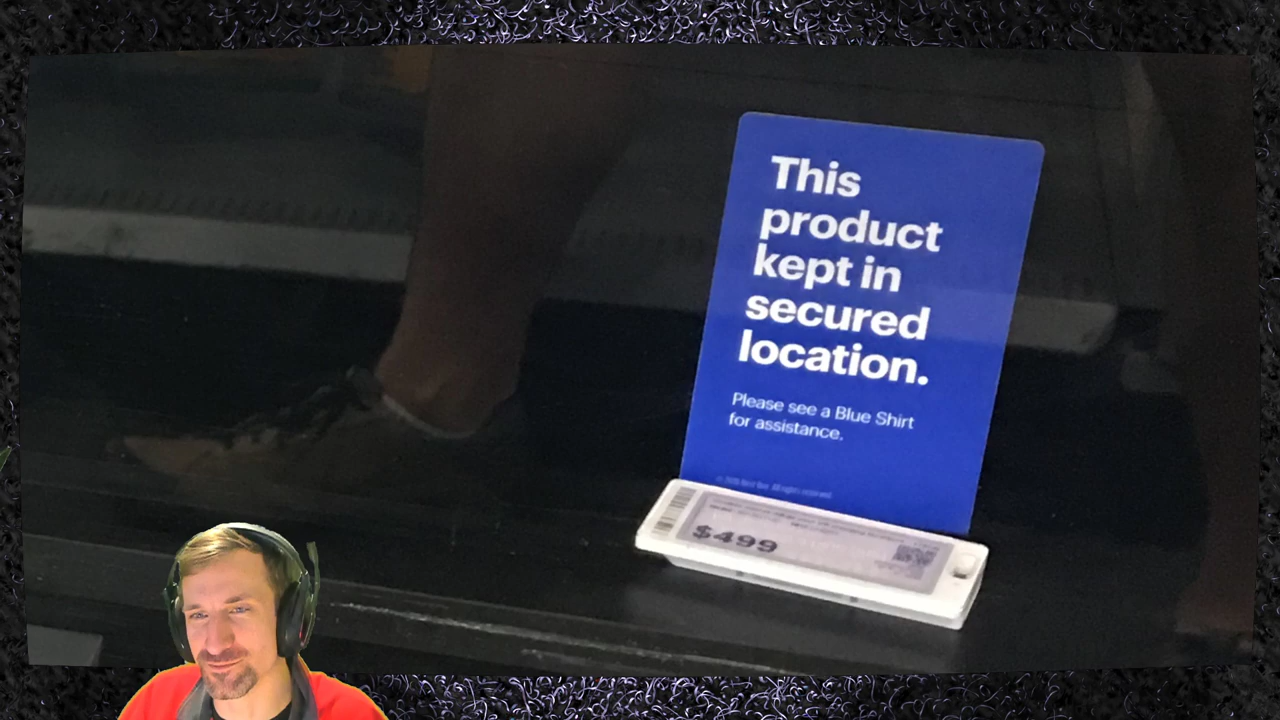 This
product
kept in
secured
location.
Please see a Blue Shirt
for assistance.
$499